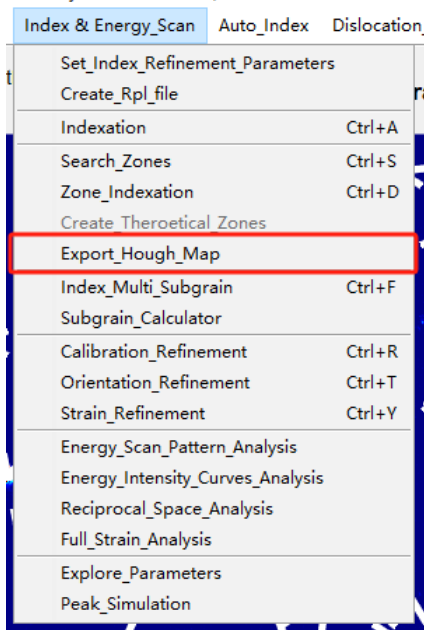 Index & Energy_Scan Auto_Index Dislocation_
Set_Index_Refinement_Parameters
Create_Rpl_file
Indexation Ctrl+A
Search_Zones Ctrl+S
Zone_Indexation Ctrl+D
Create_Theroetical_Zones
Export_Hough_Map
Index_Multi_Subgrain Ctrl+F
Subgrain_Calculator
Calibration_Refinement Ctrl+R
Orientation_Refinement Ctrl+T
Strain_Refinement Ctrl+Y
Energy_Scan_Pattern_Analysis
Energy_Intensity_Curves_Analysis
Reciprocal_Space_Analysis
Full_Strain_Analysis
Explore_Parameters
Peak_Simulation